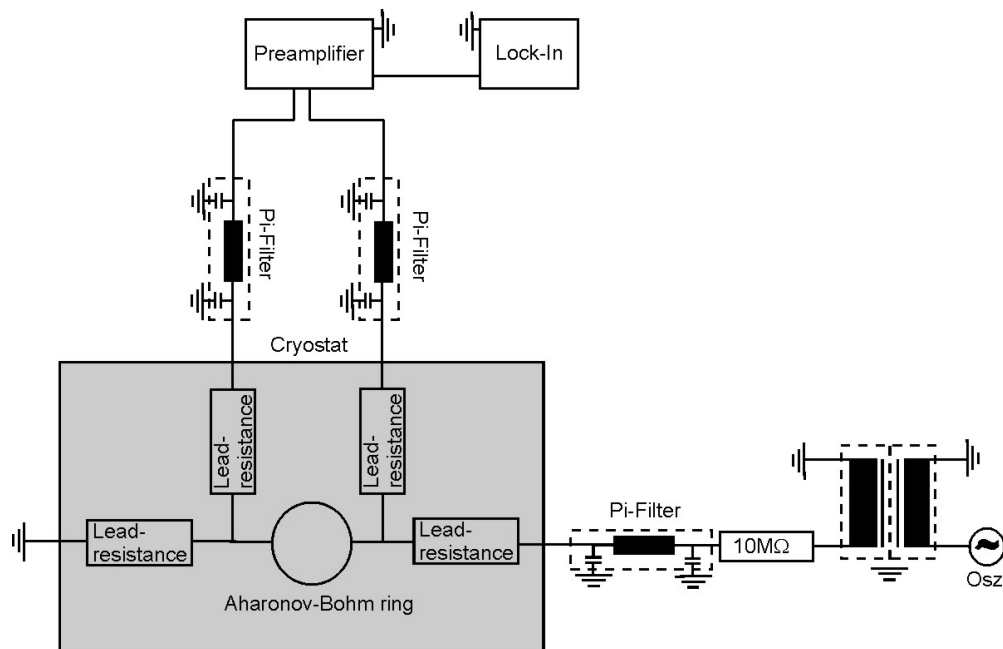 Preamplifier
Lock-In
Pi-Filter
Pi-Filter
Cryostat
Lead-
resistance
Lead-
resistance
Lead-
resistance
Lead-
resistance
Aharonov-Bohm ring
Pi-Filter
10MΩ
Osz